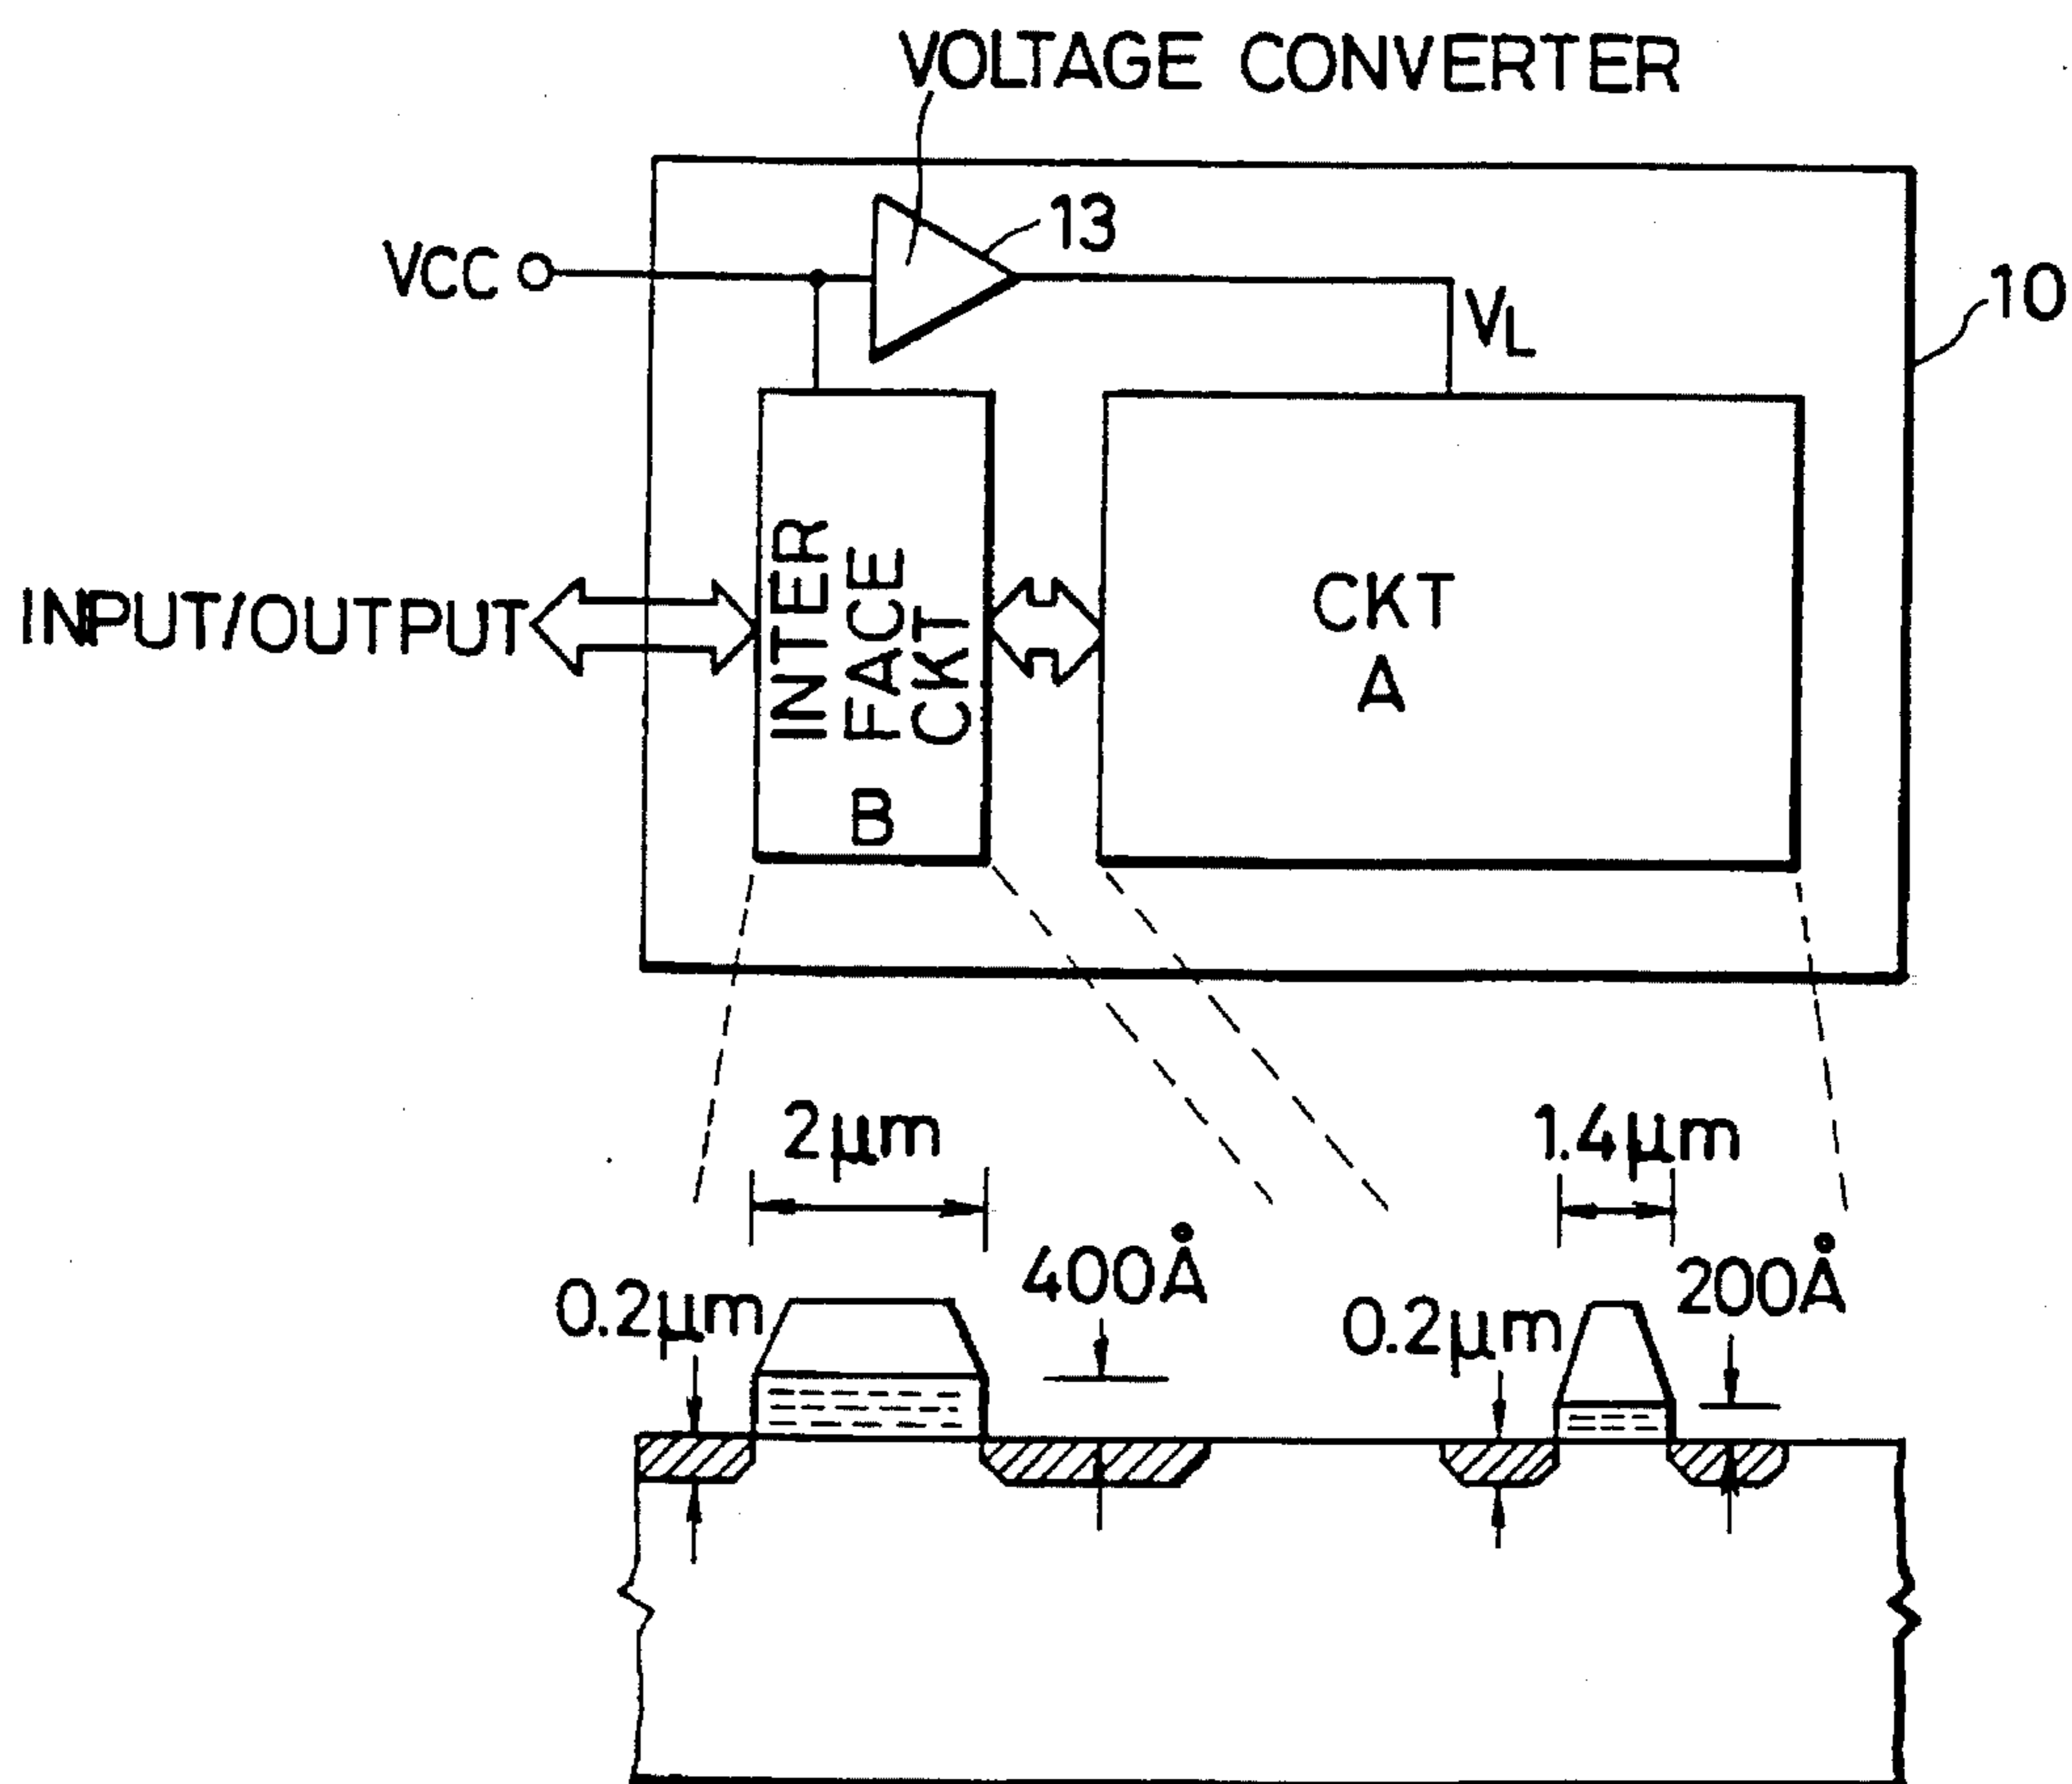 VOLTAGE CONVERTER
13
VCC
10
VL
INPUT/OUTPUT
INTER
FACE
CKT
B
CKT
A
2μm
1.4μm
400Å
200Å
0.2μm
0.2μm